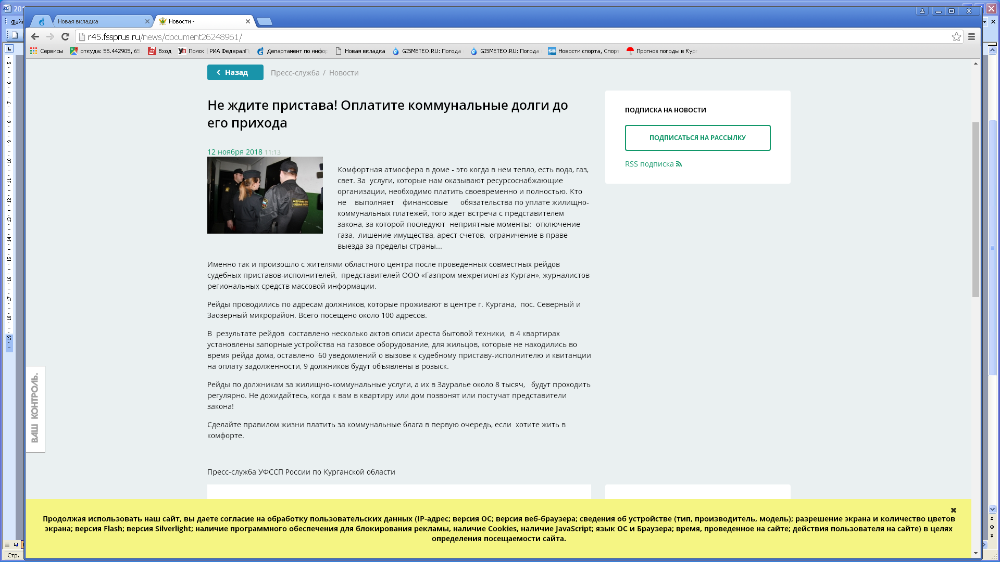 201
Файл
Новая вкладка
Новости -
r45.fssprus.ru/news/document26248961/
Сервисы
откуда: 55.442905, 65
Вход
Поиск | РИА ФедералП
Департамент по инфор
Новая вкладка
GISMETEO.RU: Погода
GISMETEO.RU: Погода
Новости спорта, Спорт
Прогноз погоды в Кург
Назад
Пресс-служба / Новости
Не ждите пристава! Оплатите коммунальные долги до
его прихода
12 ноября 2018 11:13
Комфортная атмосфера в доме - это когда в нем тепло, есть вода, газ,
свет. За услуги, которые нам оказывают ресурсоснабжающие
организации, необходимо платить своевременно и полностью. Кто
не выполняет финансовые обязательства по уплате жилищно-
коммунальных платежей, того ждет встреча с представителем
закона, за которой последуют неприятные моменты: отключение
газа, лишение имущества, арест счетов, ограничение в праве
выезда за пределы страны...
Именно так и произошло с жителями областного центра после проведенных совместных рейдов
судебных приставов-исполнителей, представителей ООО «Газпром межрегионгаз Курган», журналистов
региональных средств массовой информации.
Рейды проводились по адресам должников, которые проживают в центре г. Кургана, пос. Северный и
Заозерный микрорайон. Всего посещено около 100 адресов.
В результате рейдов составлено несколько актов описи ареста бытовой техники, в 4 квартирах
установлены запорные устройства на газовое оборудование, для жильцов, которые не находились во
время рейда дома, оставлено 60 уведомлений о вызове к судебному приставу-исполнителю и квитанции
на оплату задолженности, 9 должников будут объявлены в розыск.
Рейды по должникам за жилищно-коммунальные услуги, а их в Зауралье около 8 тысяч, будут проходить
регулярно. Не дожидайтесь, когда к вам в квартиру или дом позвонят или постучат представители
закона!
Сделайте правилом жизни платить за коммунальные блага в первую очередь, если хотите жить в
комфорте.
Пресс-служба УФССП России по Курганской области
ПОДПИСКА НА НОВОСТИ
ПОДПИСАТЬСЯ НА РАССЫЛКУ
RSS подписка
ВАШ КОНТРОЛЬ.
Продолжая использовать наш сайт, вы даете согласие на обработку пользовательских данных (IP-адрес; версия ОС; версия веб-браузера; сведения об устройстве (тип, производитель, модель); разрешение экрана и количество цветов
экрана; версия Flash; версия Silverlight; наличие программного обеспечения для блокирования рекламы, наличие Cookies, наличие JavaScript; язык ОС и Браузера; время, проведенное на сайте; действия пользователя на сайте) в целях
определения посещаемости сайта.
Стр.